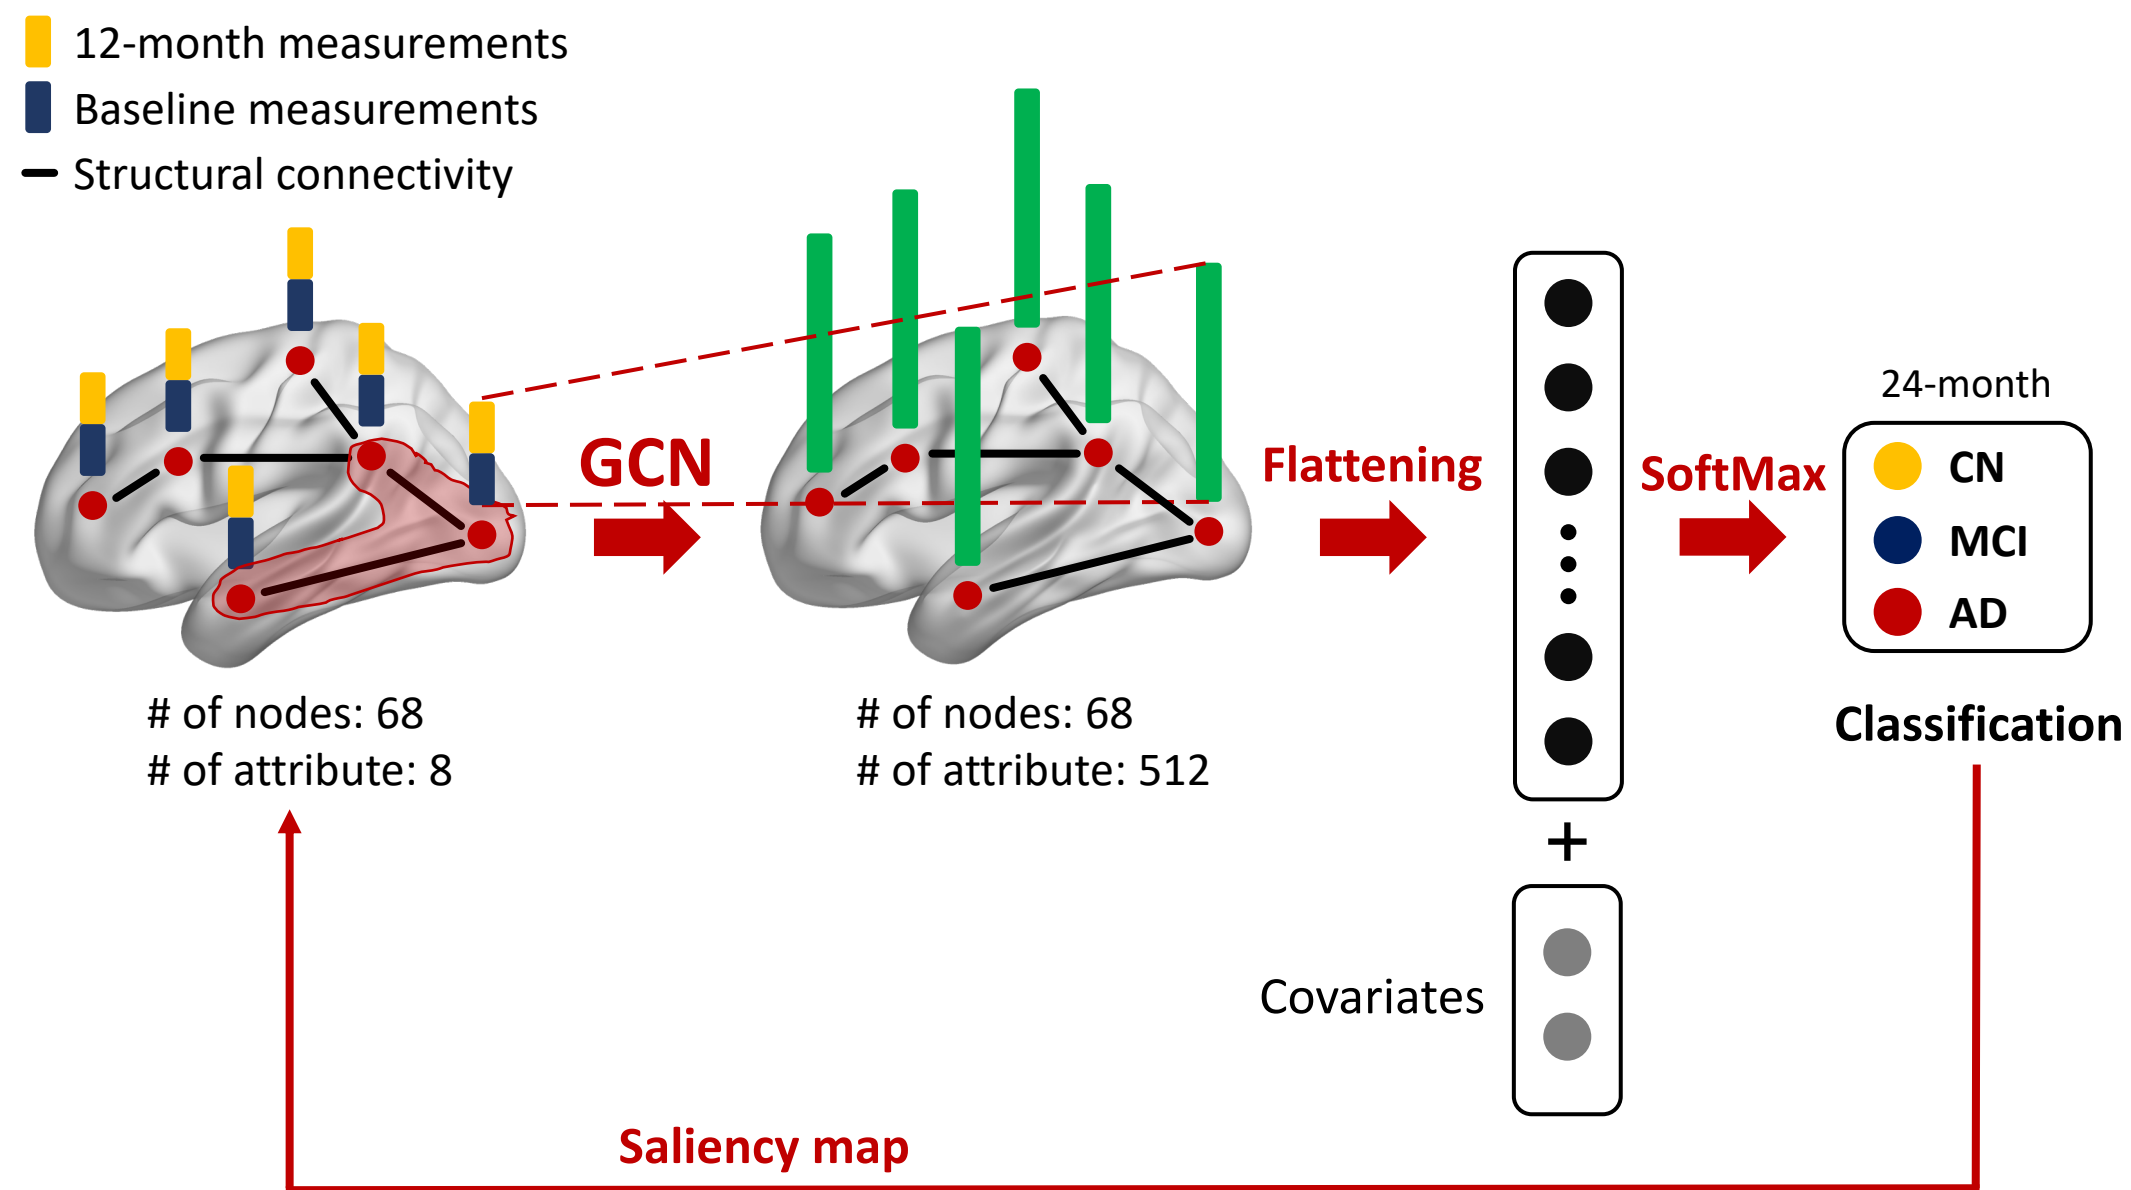 12-month measurements
Baseline measurements
Structural connectivity
GCN
# of nodes: 68
# of attribute: 8
# of nodes: 68
# of attribute: 512
Flattening
+
Covariates
SoftMax
24-month
CN
MCI
AD
Classification
Saliency map